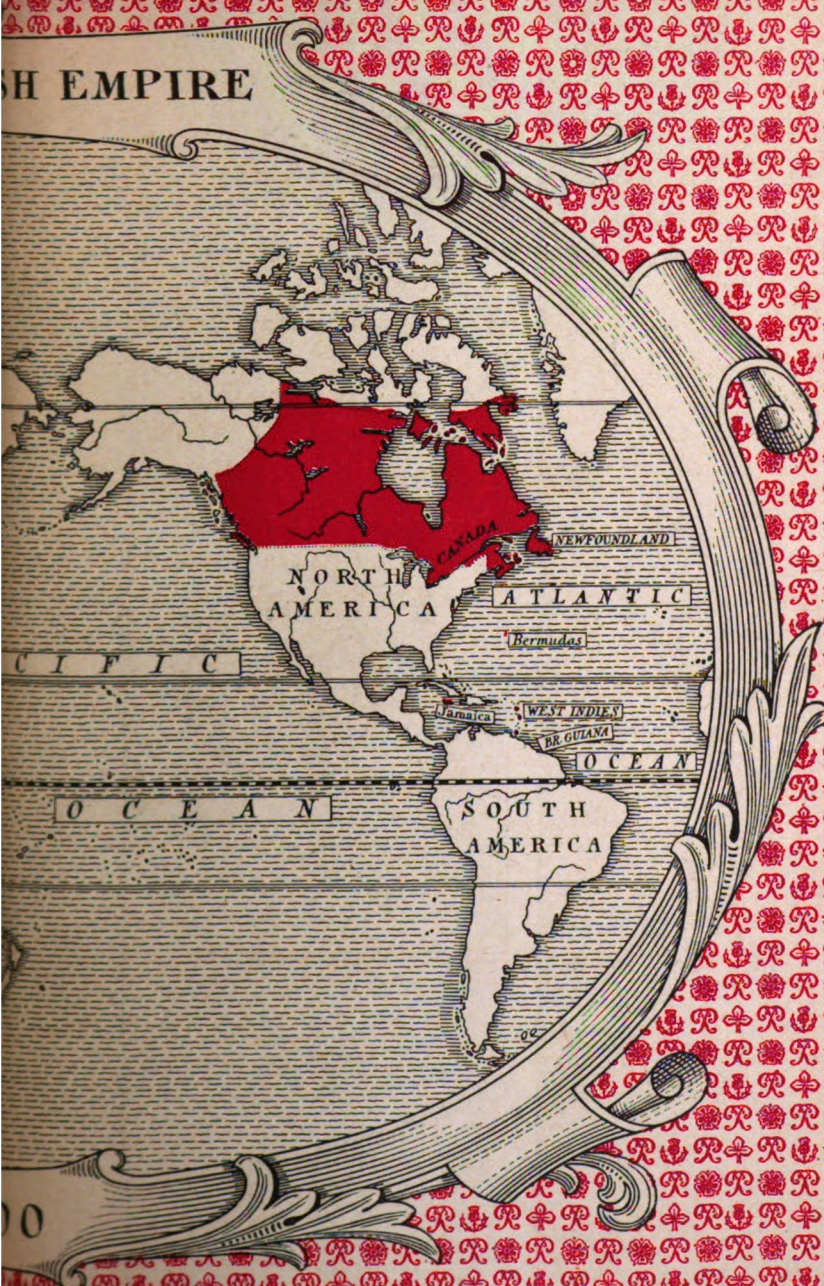 SH EMPIRE
CANADA
NEWFOUNDLAND
NORTH
AMERICA
ATLANTIC
Bermudas
CIFIC
Jamaica
WEST INDIES
BR. GUIANA
OCEAN
OCEAN
SOUTH
AMERICA
00